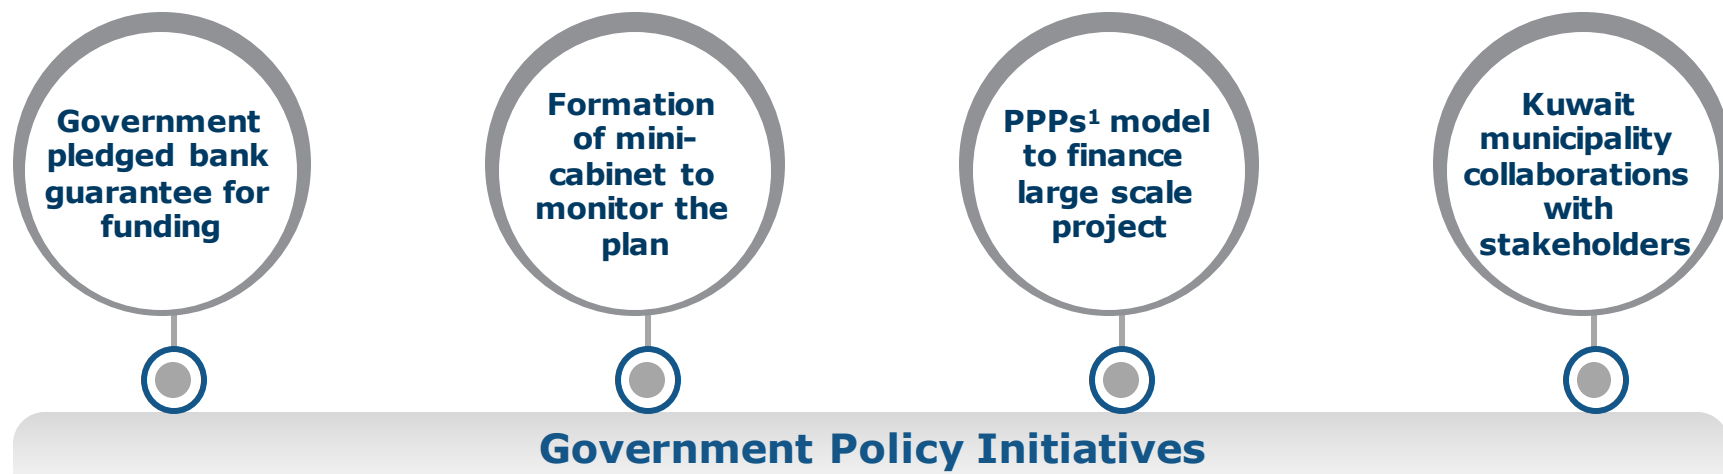 Government
pledged bank
guarantee for
funding
Formation
of mini-
cabinet to
monitor the
plan
PPPs¹ model
to finance
large scale
project
Kuwait
municipality
collaborations
with
stakeholders
Government Policy Initiatives